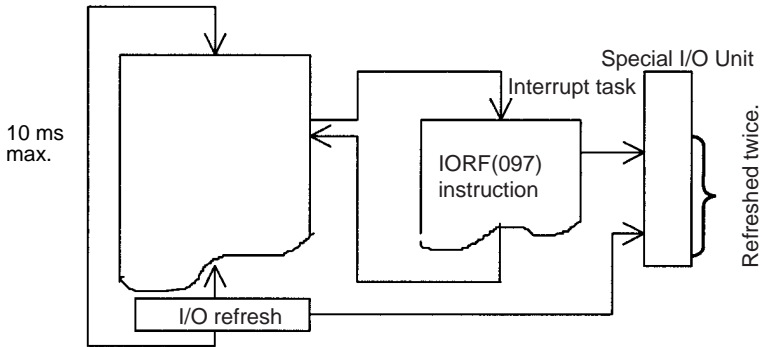 Special I/O Unit
Interrupt task
10 ms
max.
IORF(097)
instruction
Refreshed twice.
I/O refresh